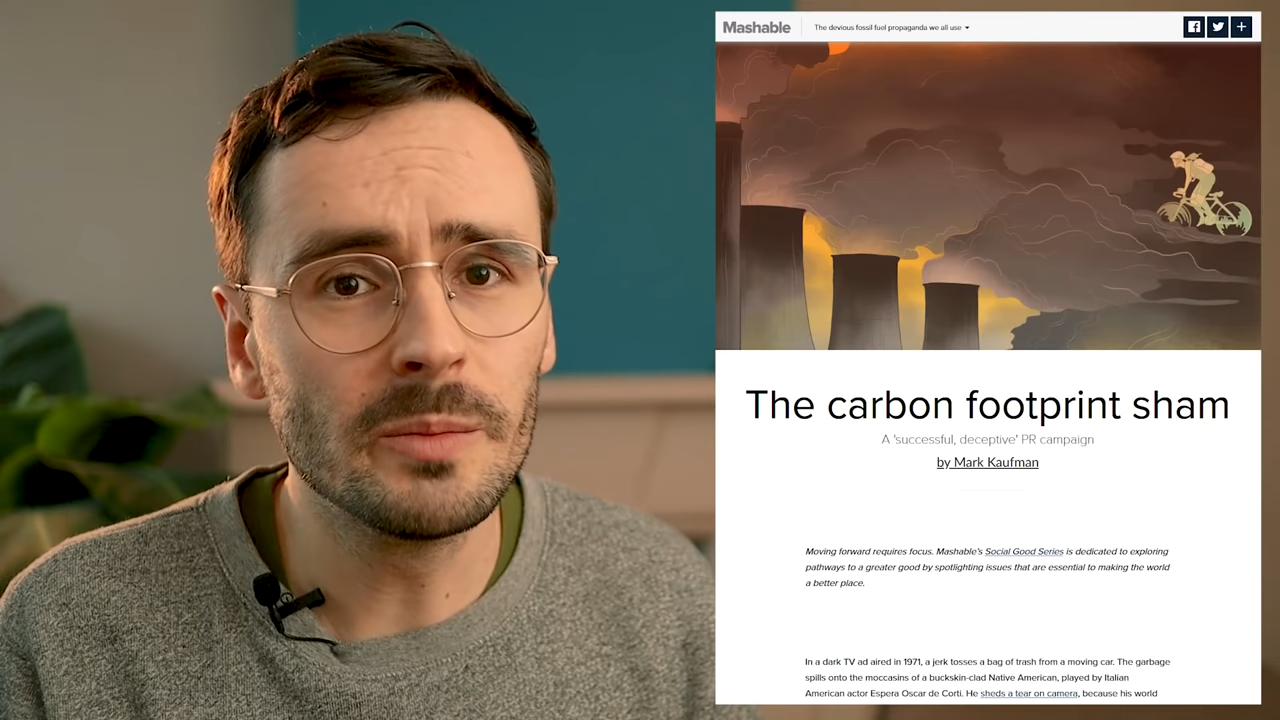 Mashable
The devious fossil fuel propaganda we all use
The carbon footprint sham
A 'successful, deceptive' PR campaign
by Mark Kaufman
Moving forward requires focus. Mashable's Social Good Series is dedicated to exploring
pathways to a greater good by spotlighting issues that are essential to making the world
a better place.
In a dark TV ad aired in 1971, a jerk tosses a bag of trash from a moving car. The garbage
spills onto the moccasins of a buckskin-clad Native American, played by Italian
American actor Espera Oscar de Corti. He sheds a tear on camera, because his world